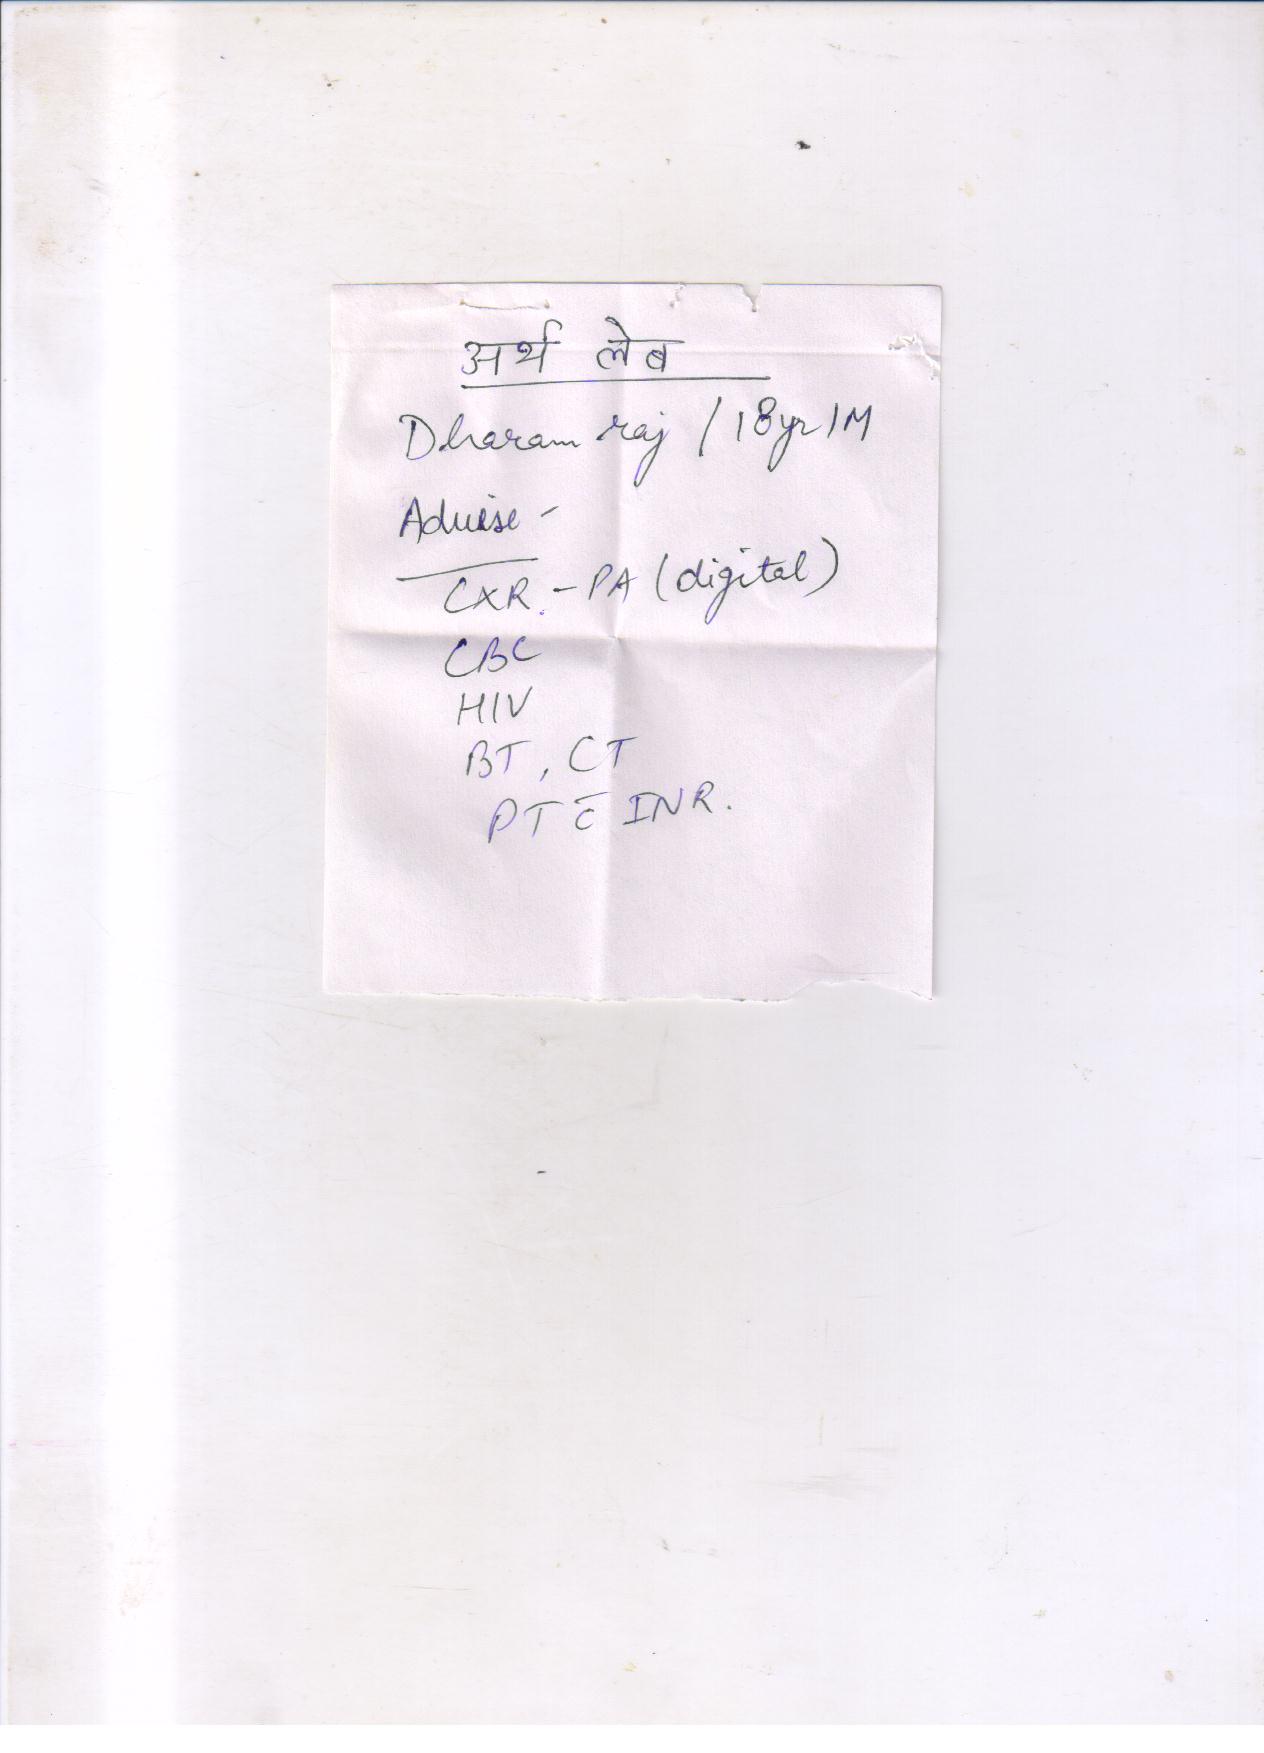 अर्थ लेब
Dharam raj / 18yr/M
Advise -
CXR - PA (digital)
CBC
HIV
BT, CT
PT c̄ INR.